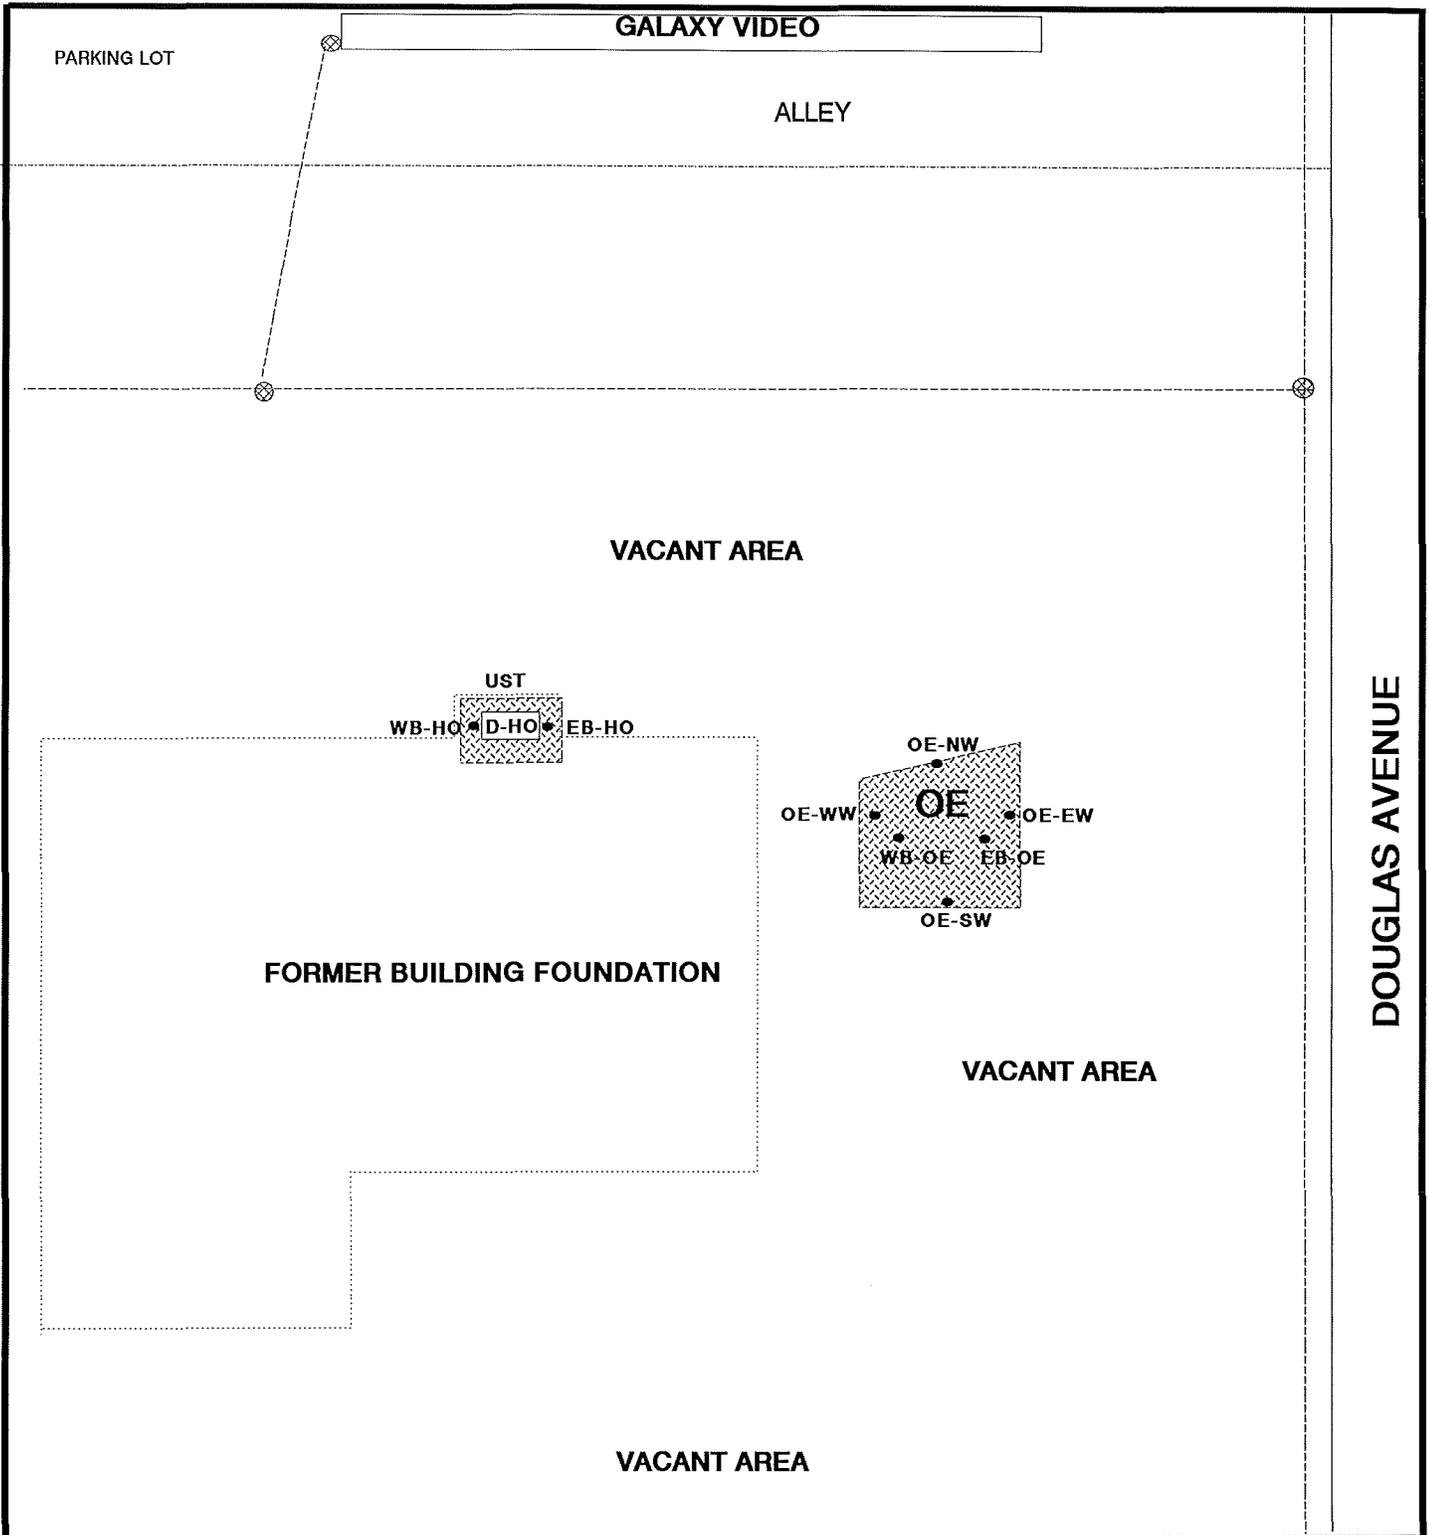 GALAXY VIDEO
PARKING LOT
ALLEY
VACANT AREA
UST
WB-HO
D-HO
EB-HO
OE-NW
OE
OE-WW
OE-EW
WB-OE
EB-OE
OE-SW
DOUGLAS AVENUE
FORMER BUILDING FOUNDATION
VACANT AREA
VACANT AREA